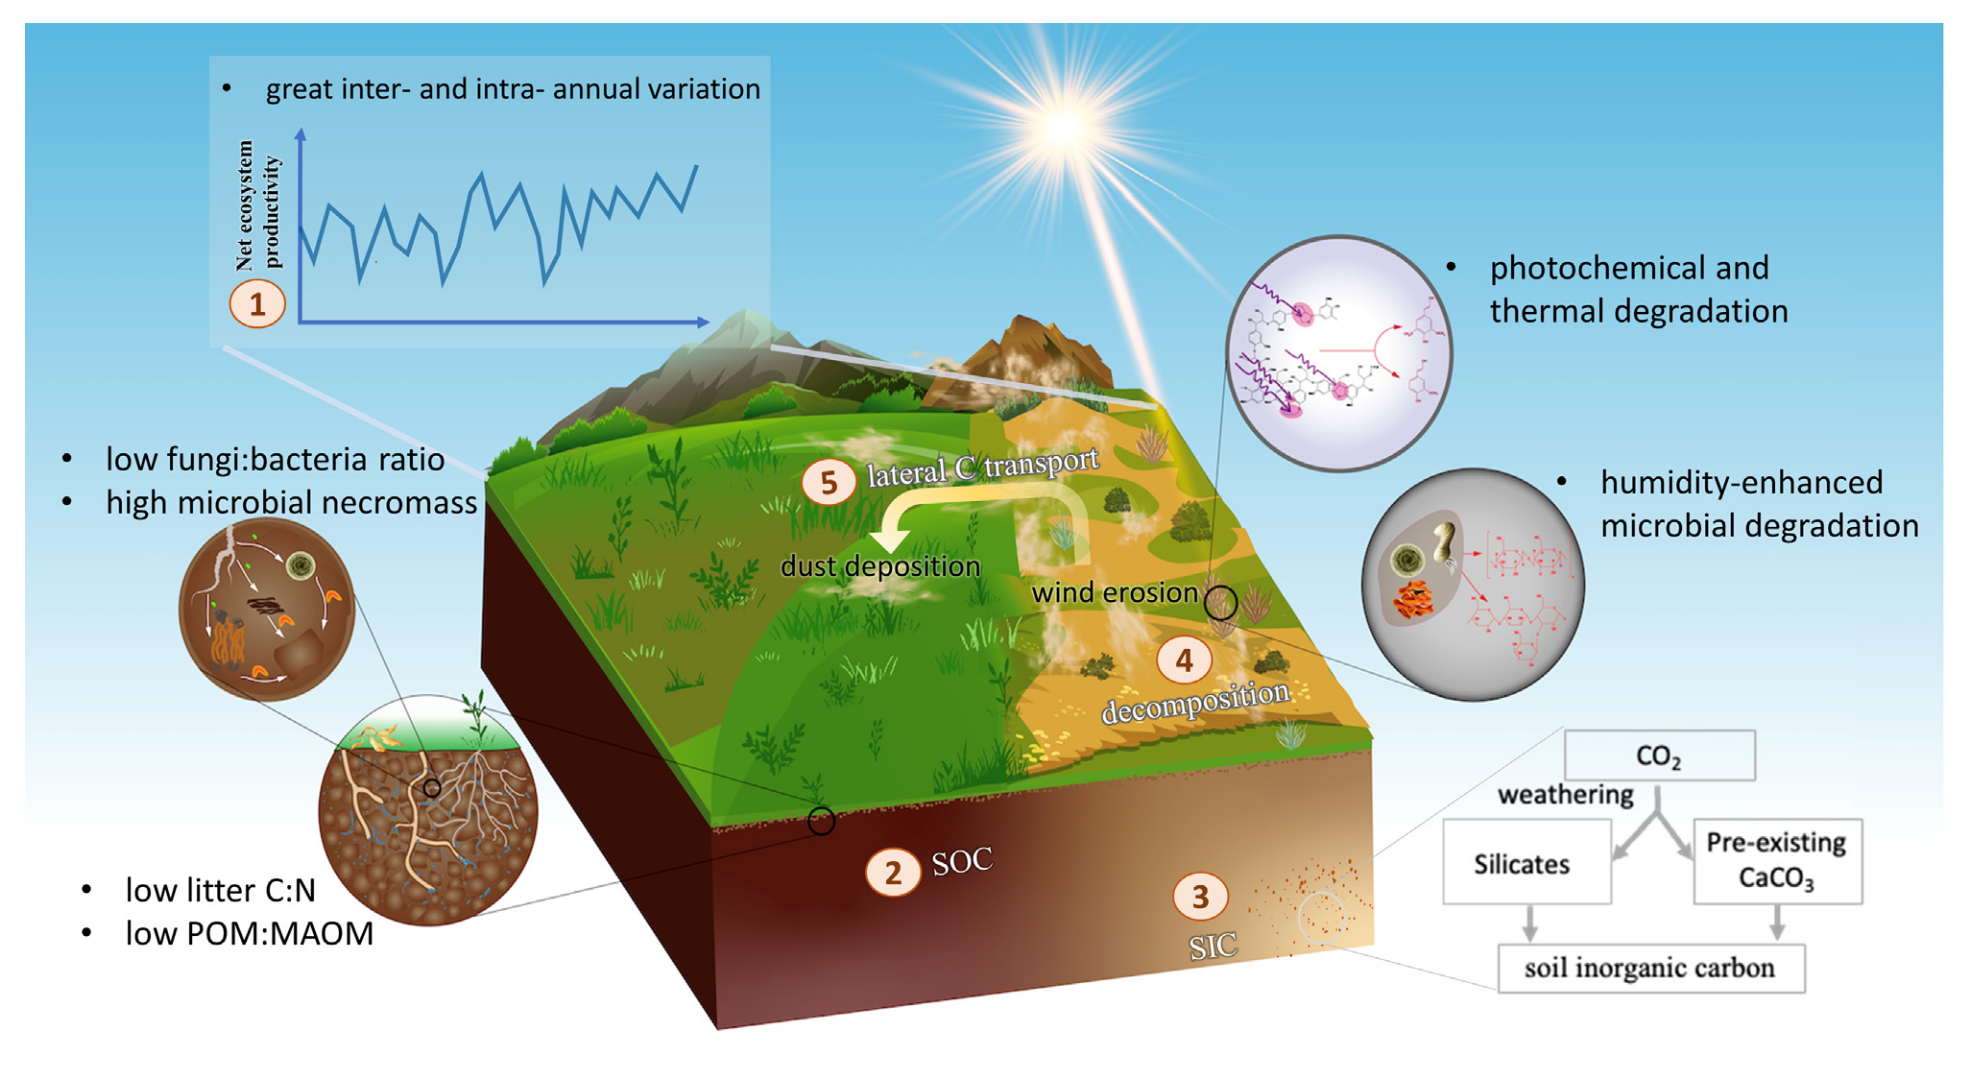 • great inter- and intra- annual variation
Net ecosystem
productivity
1
• photochemical and
thermal degradation
• low fungi:bacteria ratio
• high microbial necromass
5 lateral C transport
• humidity-enhanced
microbial degradation
dust deposition
wind erosion
4
decomposition
CO₂
weathering
Silicates
Pre-existing
CaCO₃
2 SOC
3
SIC
• low litter C:N
• low POM:MAOM
soil inorganic carbon